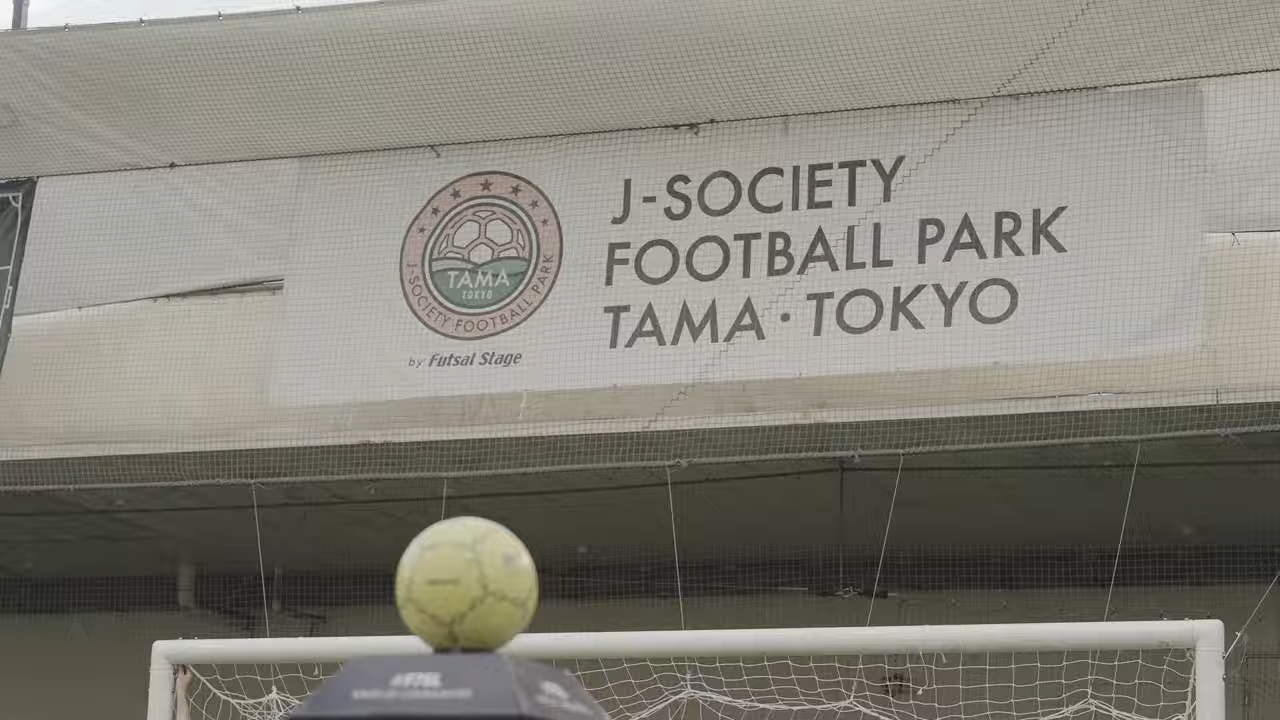 J-SOCIETY
FOOTBALL PARK
TAMA・TOKYO
TAMA
TOKYO
J-SOCIETY FOOTBALL PARK
by Futsal Stage